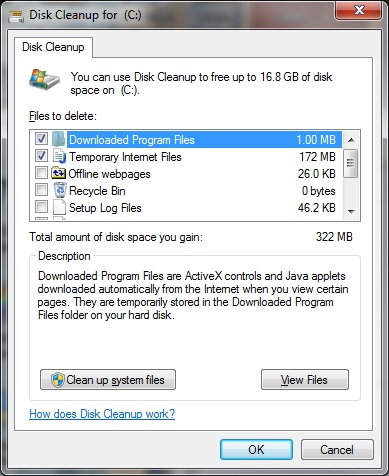 Disk Cleanup for (C:)
Disk Cleanup
You can use Disk Cleanup to free up to 16.8 GB of disk
space on (C:).
Files to delete:
Downloaded Program Files 1.00 MB
Temporary Internet Files 172 MB
Offline webpages 26.0 KB
Recycle Bin 0 bytes
Setup Log Files 46.2 KB
Total amount of disk space you gain: 322 MB
Description
Downloaded Program Files are ActiveX controls and Java applets
downloaded automatically from the Internet when you view certain
pages. They are temporarily stored in the Downloaded Program
Files folder on your hard disk.
Clean up system files View Files
How does Disk Cleanup work?
OK Cancel